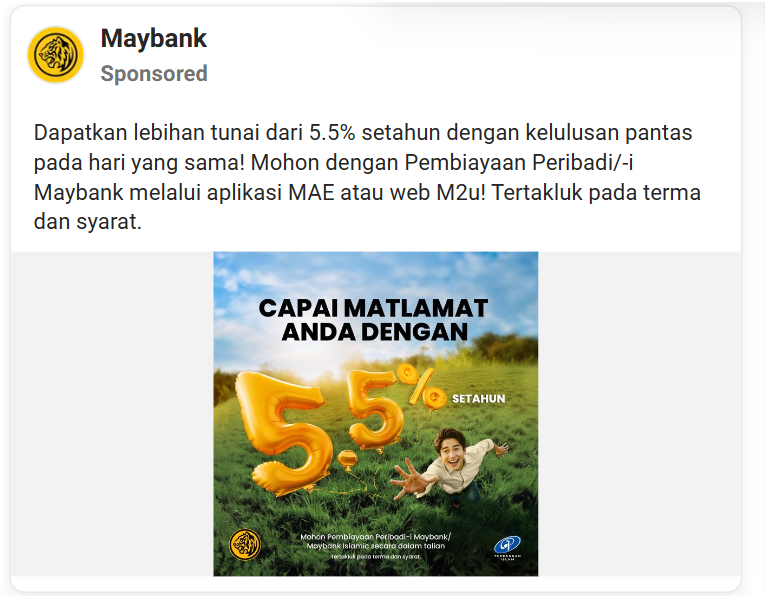 Maybank
Sponsored
Dapatkan lebihan tunai dari 5.5% setahun dengan kelulusan pantas
pada hari yang sama! Mohon dengan Pembiayaan Peribadi/-i
Maybank melalui aplikasi MAE atau web M2u! Tertakluk pada terma
dan syarat.
CAPAI MATLAMAT
ANDA DENGAN
5.5%
SETAHUN
Mohon Pembiayaan Peribadi-i Maybank/
Maybank Islamic secara dalam talian
tertakluk pada terma dan syarat.
PERBANKAN
ISLAM